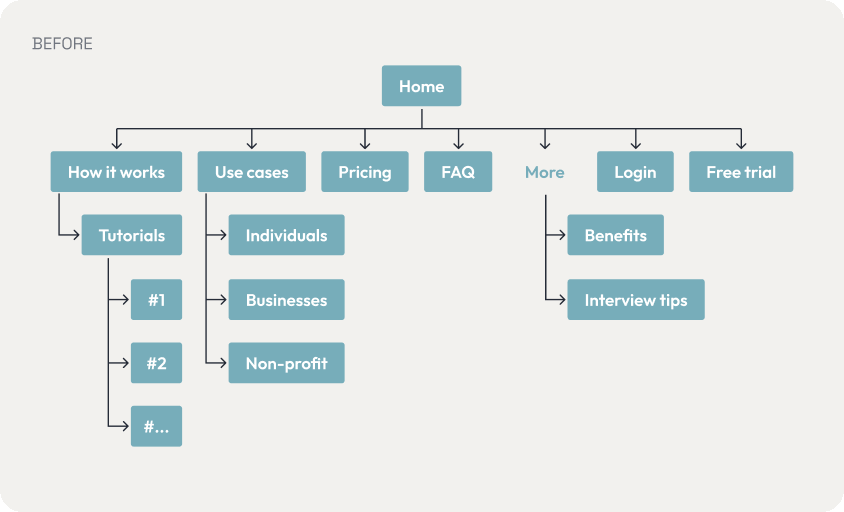 BEFORE
Home
How it works
Use cases
Pricing
FAQ
More
Login
Free trial
Tutorials
Individuals
Benefits
#1
Businesses
Interview tips
#2
Non-profit
#...